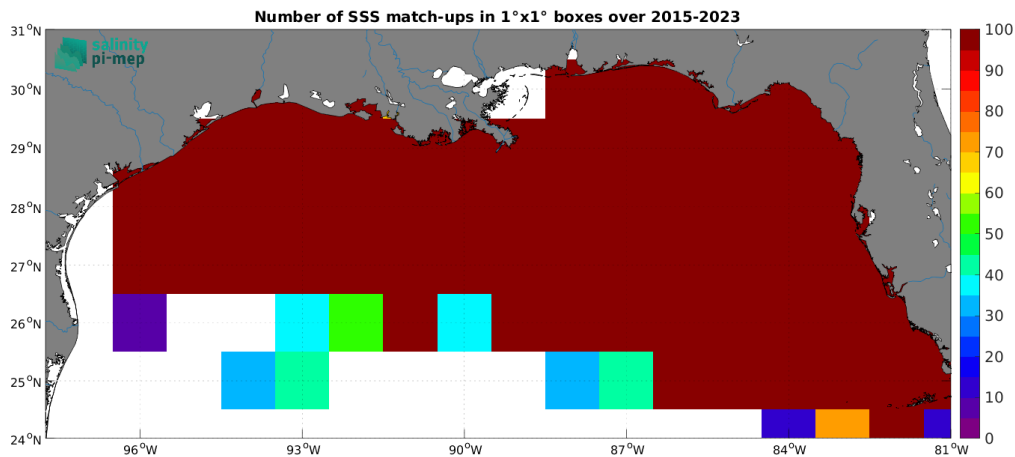 Number of SSS match-ups in 1°x1° boxes over 2015-2023
salinity
pi-mep
31°N
30°N
29°N
28°N
27°N
26°N
25°N
24°N
96°W
93°W
90°W
87°W
84°W
81°W
100
90
80
70
60
50
40
30
20
10
0